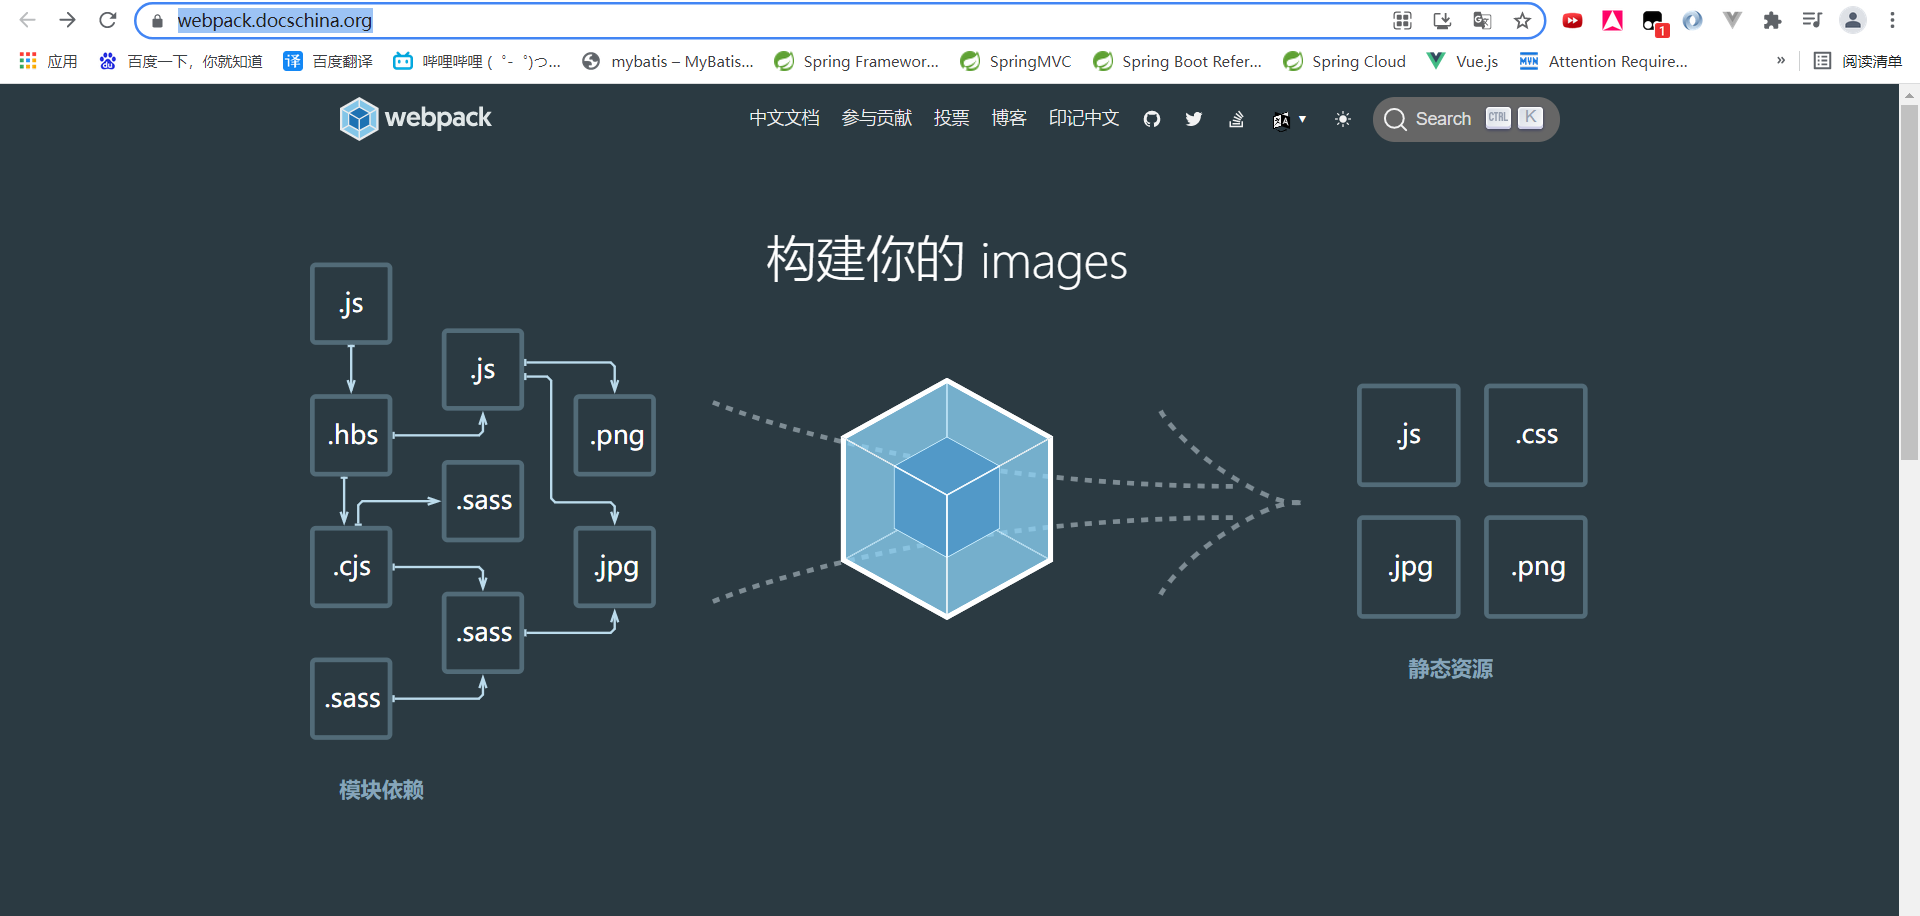 webpack.docschina.org
1
应用
百度一下，你就知道
译
百度翻译
哔哩哔哩 ( ゜- ゜)つ...
mybatis – MyBatis...
Spring Framewor...
SpringMVC
Spring Boot Refer...
Spring Cloud
Vue.js
MVN
Attention Require...
»
阅读清单
webpack
中文文档
参与贡献
投票
博客
印记中文
Search
CTRL
K
构建你的 images
.js
.js
.hbs
.png
.sass
.cjs
.jpg
.sass
.sass
模块依赖
.js
.css
.jpg
.png
静态资源